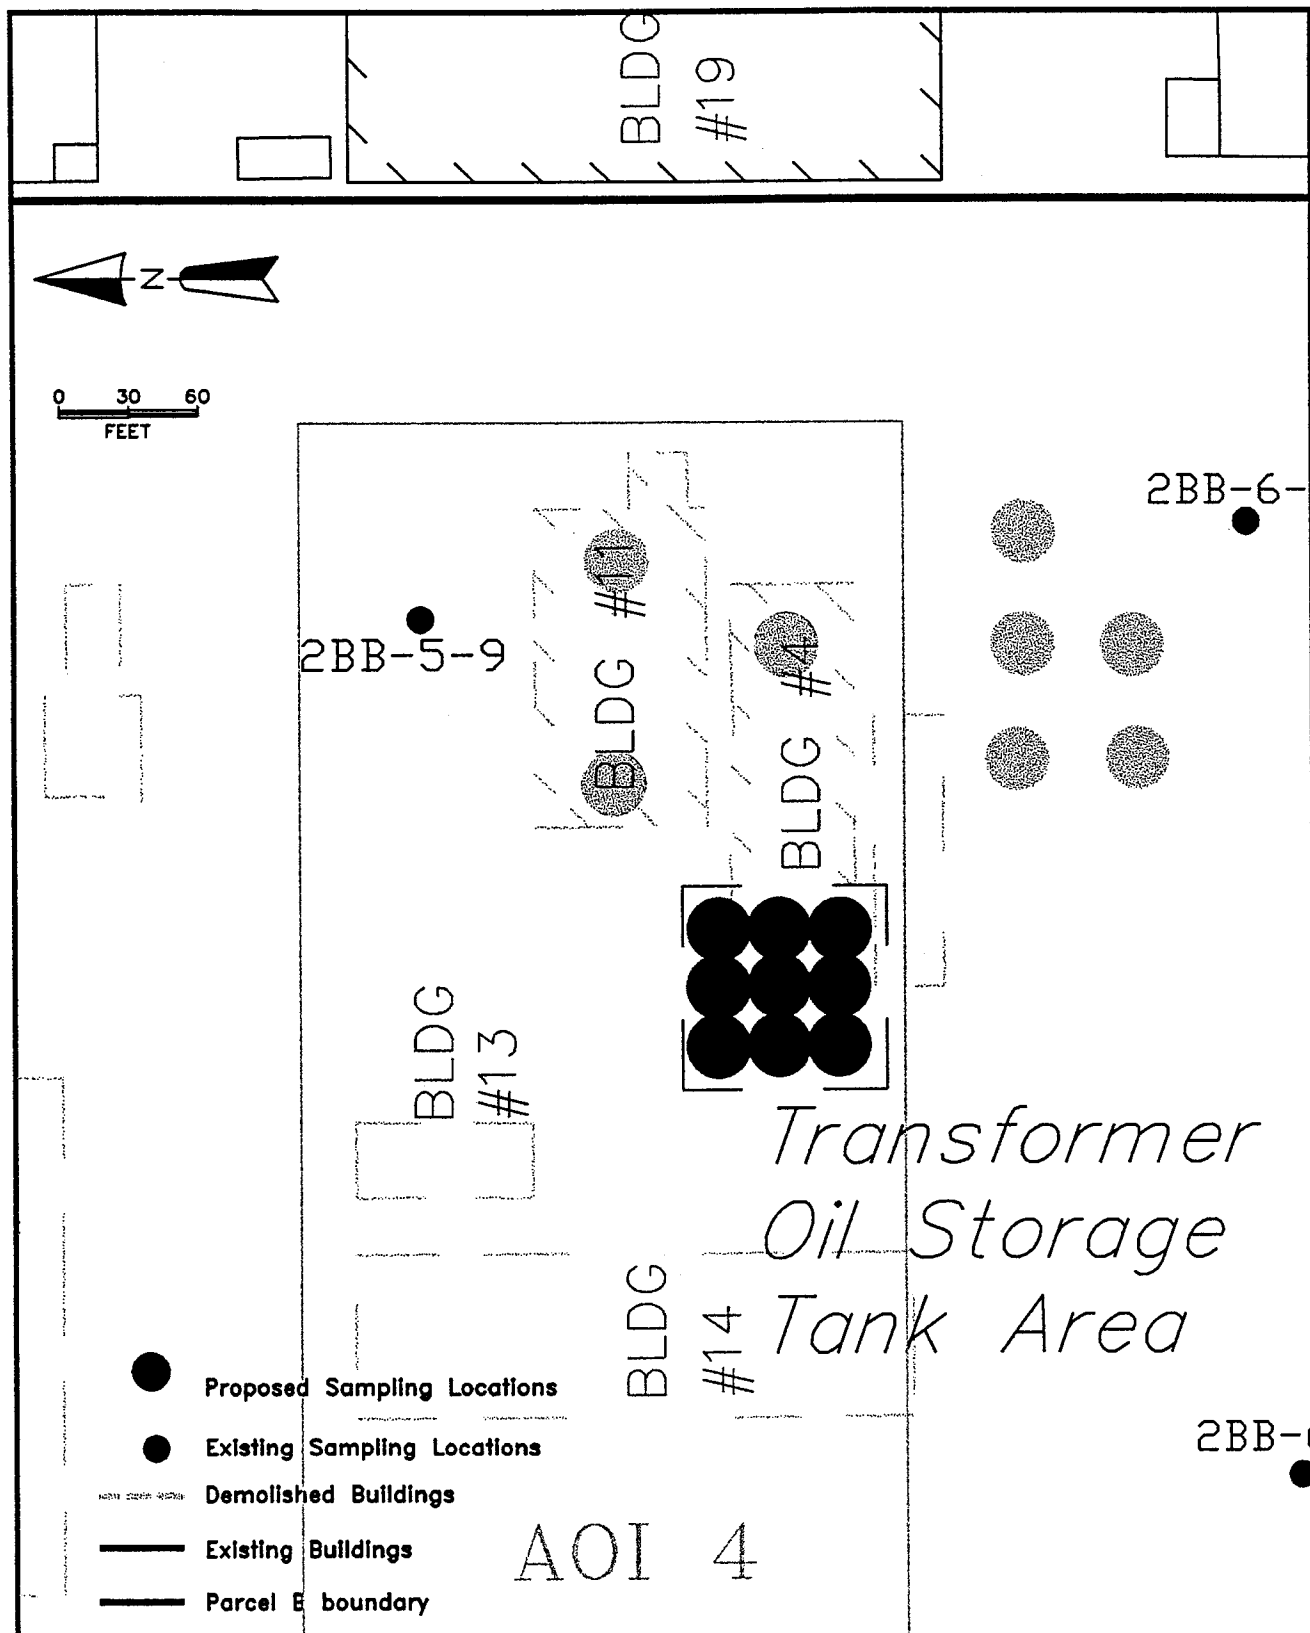 BLDG
#19
N
0 30 60
FEET
2BB-6-
2BB-5-9
BLDG #11
BLDG #4
BLDG
#13
Transformer
Oil Storage
Tank Area
BLDG
#14
Proposed Sampling Locations
Existing Sampling Locations
Demolished Buildings
Existing Buildings
Parcel E boundary
2BB-6
AOI 4